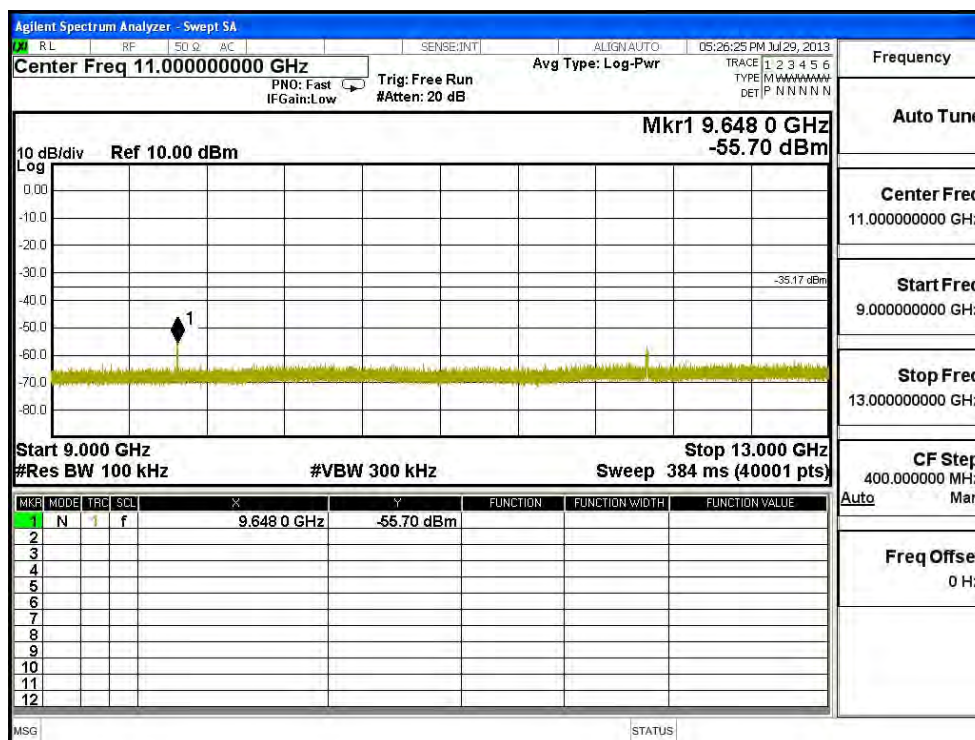 Agilent Spectrum Analyzer - Swept SA
RL RF 50 Ω AC SENSE:INT ALIGN AUTO 05:26:25 PM Jul 29, 2013
Center Freq 11.000000000 GHz
PNO: Fast
IFGain:Low
Trig: Free Run
#Atten: 20 dB
Avg Type: Log-Pwr
TRACE 1 2 3 4 5 6
TYPE M WWWWW
DET P N N N N N
Mkr1 9.648 0 GHz
-55.70 dBm
10 dB/div Ref 10.00 dBm
Log
0.00
-10.0
-20.0
-30.0
-35.17 dBm
-40.0
-50.0
1
-60.0
-70.0
-80.0
Start 9.000 GHz Stop 13.000 GHz
#Res BW 100 kHz #VBW 300 kHz Sweep 384 ms (40001 pts)
MKR MODE TRC SCL X Y FUNCTION FUNCTION WIDTH FUNCTION VALUE
1 N 1 f 9.648 0 GHz -55.70 dBm
2
3
4
5
6
7
8
9
10
11
12
MSG STATUS
Frequency
Auto Tune
Center Freq
11.000000000 GHz
Start Freq
9.000000000 GHz
Stop Freq
13.000000000 GHz
CF Step
400.000000 MHz
Auto Man
Freq Offset
0 Hz